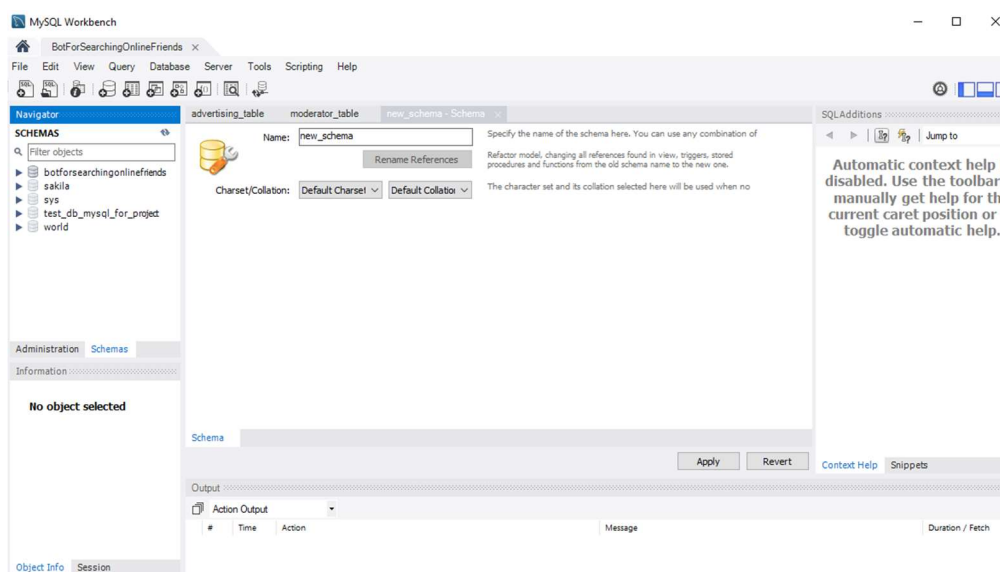 MySQL Workbench
BotForSearchingOnlineFriends
File Edit View Query Database Server Tools Scripting Help
Navigator
SCHEMAS
Filter objects
botforsearchingonlinefriends
sakila
sys
test_db_mysql_for_project
world
Administration Schemas
Information
No object selected
Object Info Session
advertising_table moderator_table new_schema - Schema
Name: new_schema
Specify the name of the schema here. You can use any combination of
Rename References
Refactor model, changing all references found in view, triggers, stored
procedures and functions from the old schema name to the new one.
Charset/Collation: Default Charset Default Collation
The character set and its collation selected here will be used when no
Schema
Apply Revert
SQLAdditions
Jump to
Automatic context help
disabled. Use the toolbar
manually get help for th
current caret position or
toggle automatic help.
Context Help Snippets
Output
Action Output
# Time Action Message Duration / Fetch